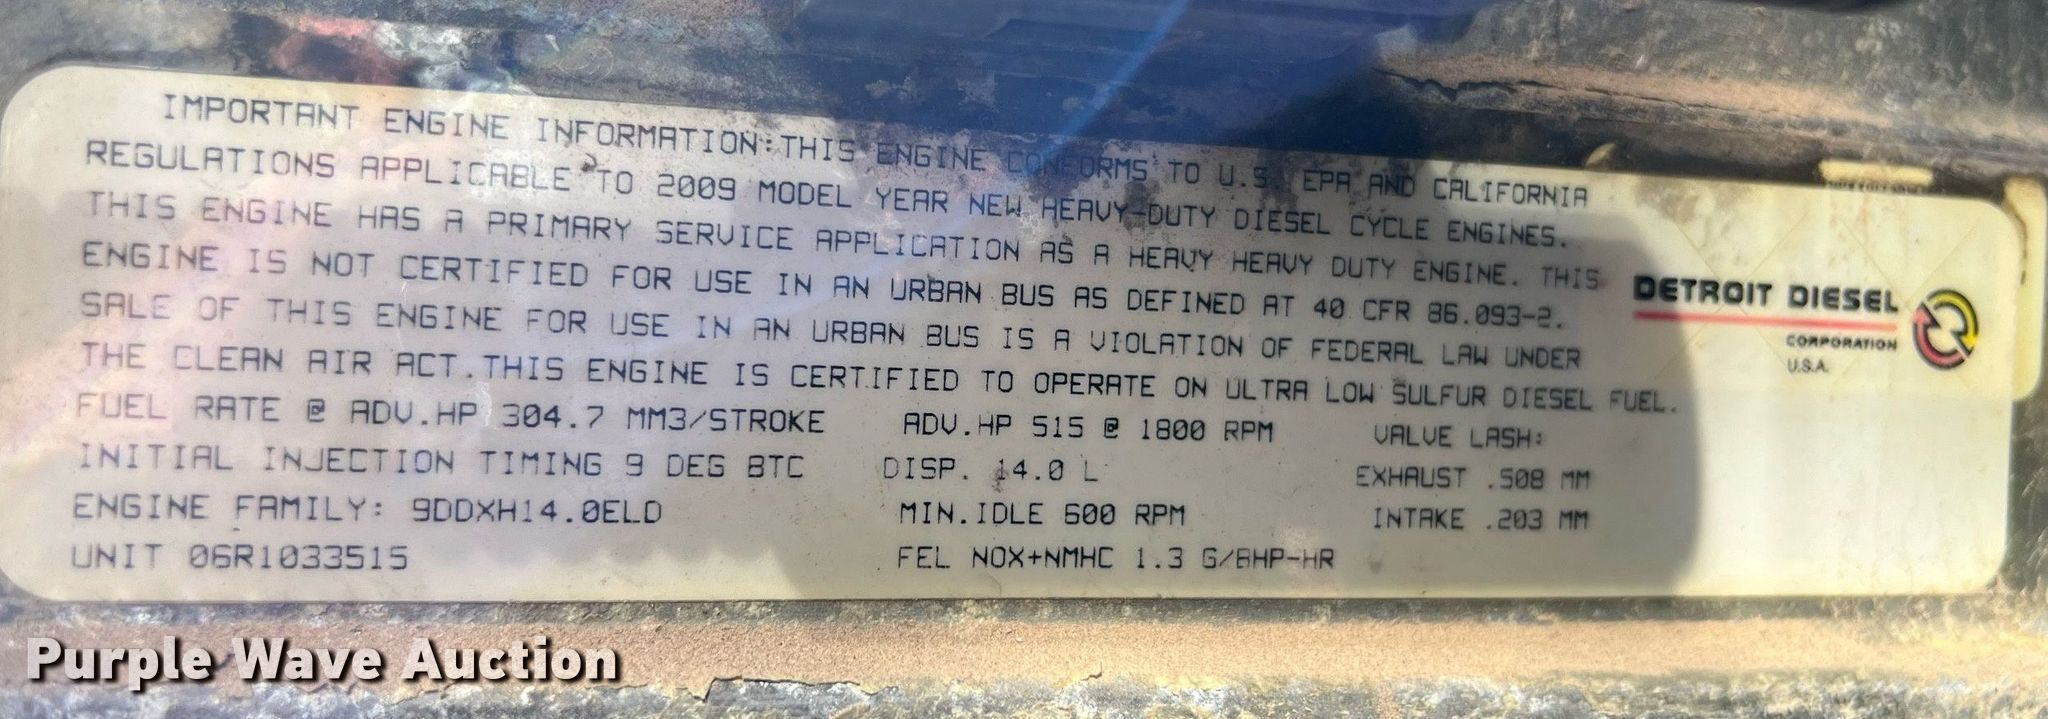 IMPORTANT ENGINE INFORMATION:THIS ENGINE CONFORMS TO U.S. EPA AND CALIFORNIA
REGULATIONS APPLICABLE TO 2009 MODEL YEAR NEW HEAVY-DUTY DIESEL CYCLE ENGINES.
THIS ENGINE HAS A PRIMARY SERVICE APPLICATION AS A HEAVY HEAVY DUTY ENGINE. THIS
ENGINE IS NOT CERTIFIED FOR USE IN AN URBAN BUS AS DEFINED AT 40 CFR 86.093-2.
SALE OF THIS ENGINE FOR USE IN AN URBAN BUS IS A VIOLATION OF FEDERAL LAW UNDER
THE CLEAN AIR ACT.THIS ENGINE IS CERTIFIED TO OPERATE ON ULTRA LOW SULFUR DIESEL FUEL.
FUEL RATE @ ADV.HP 304.7 MM3/STROKE ADV.HP 515 @ 1800 RPM VALVE LASH:
INITIAL INJECTION TIMING 9 DEG BTC DISP. 14.0 L EXHAUST .508 MM
ENGINE FAMILY: 9DDXH14.0ELD MIN.IDLE 600 RPM INTAKE .203 MM
UNIT 06R1033515 FEL NOX+NMHC 1.3 G/BHP-HR
DETROIT DIESEL
CORPORATION
U.S.A.
Purple Wave Auction